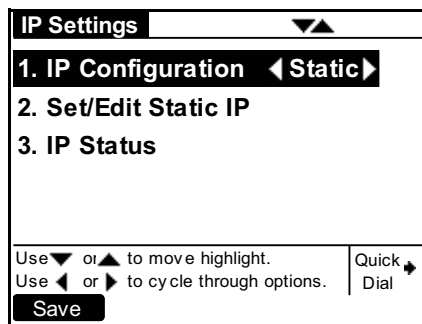 IP Settings ▼▲
1. IP Configuration ◀Static▶
2. Set/Edit Static IP
3. IP Status
Use▼ or▲ to move highlight.
Use ◀ or ▶ to cycle through options.
Quick
Dial
Save